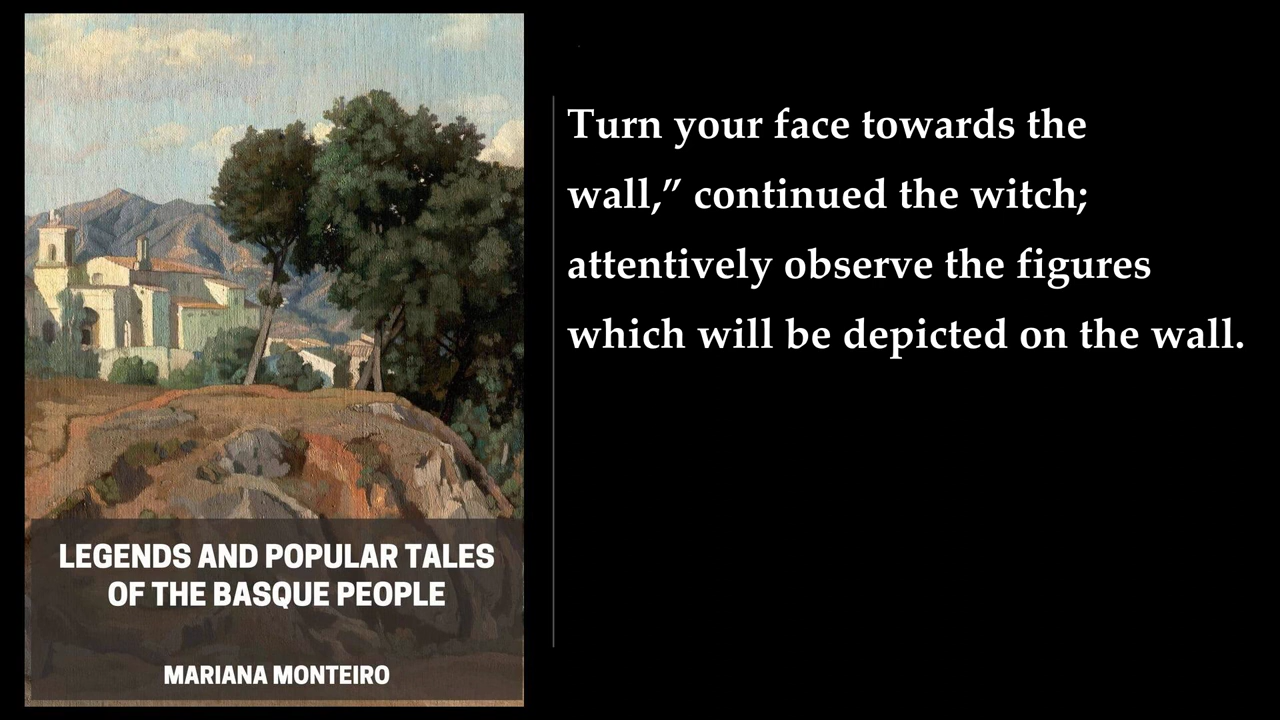 LEGENDS AND POPULAR TALES
OF THE BASQUE PEOPLE
MARIANA MONTEIRO
Turn your face towards the
wall,” continued the witch;
attentively observe the figures
which will be depicted on the wall.